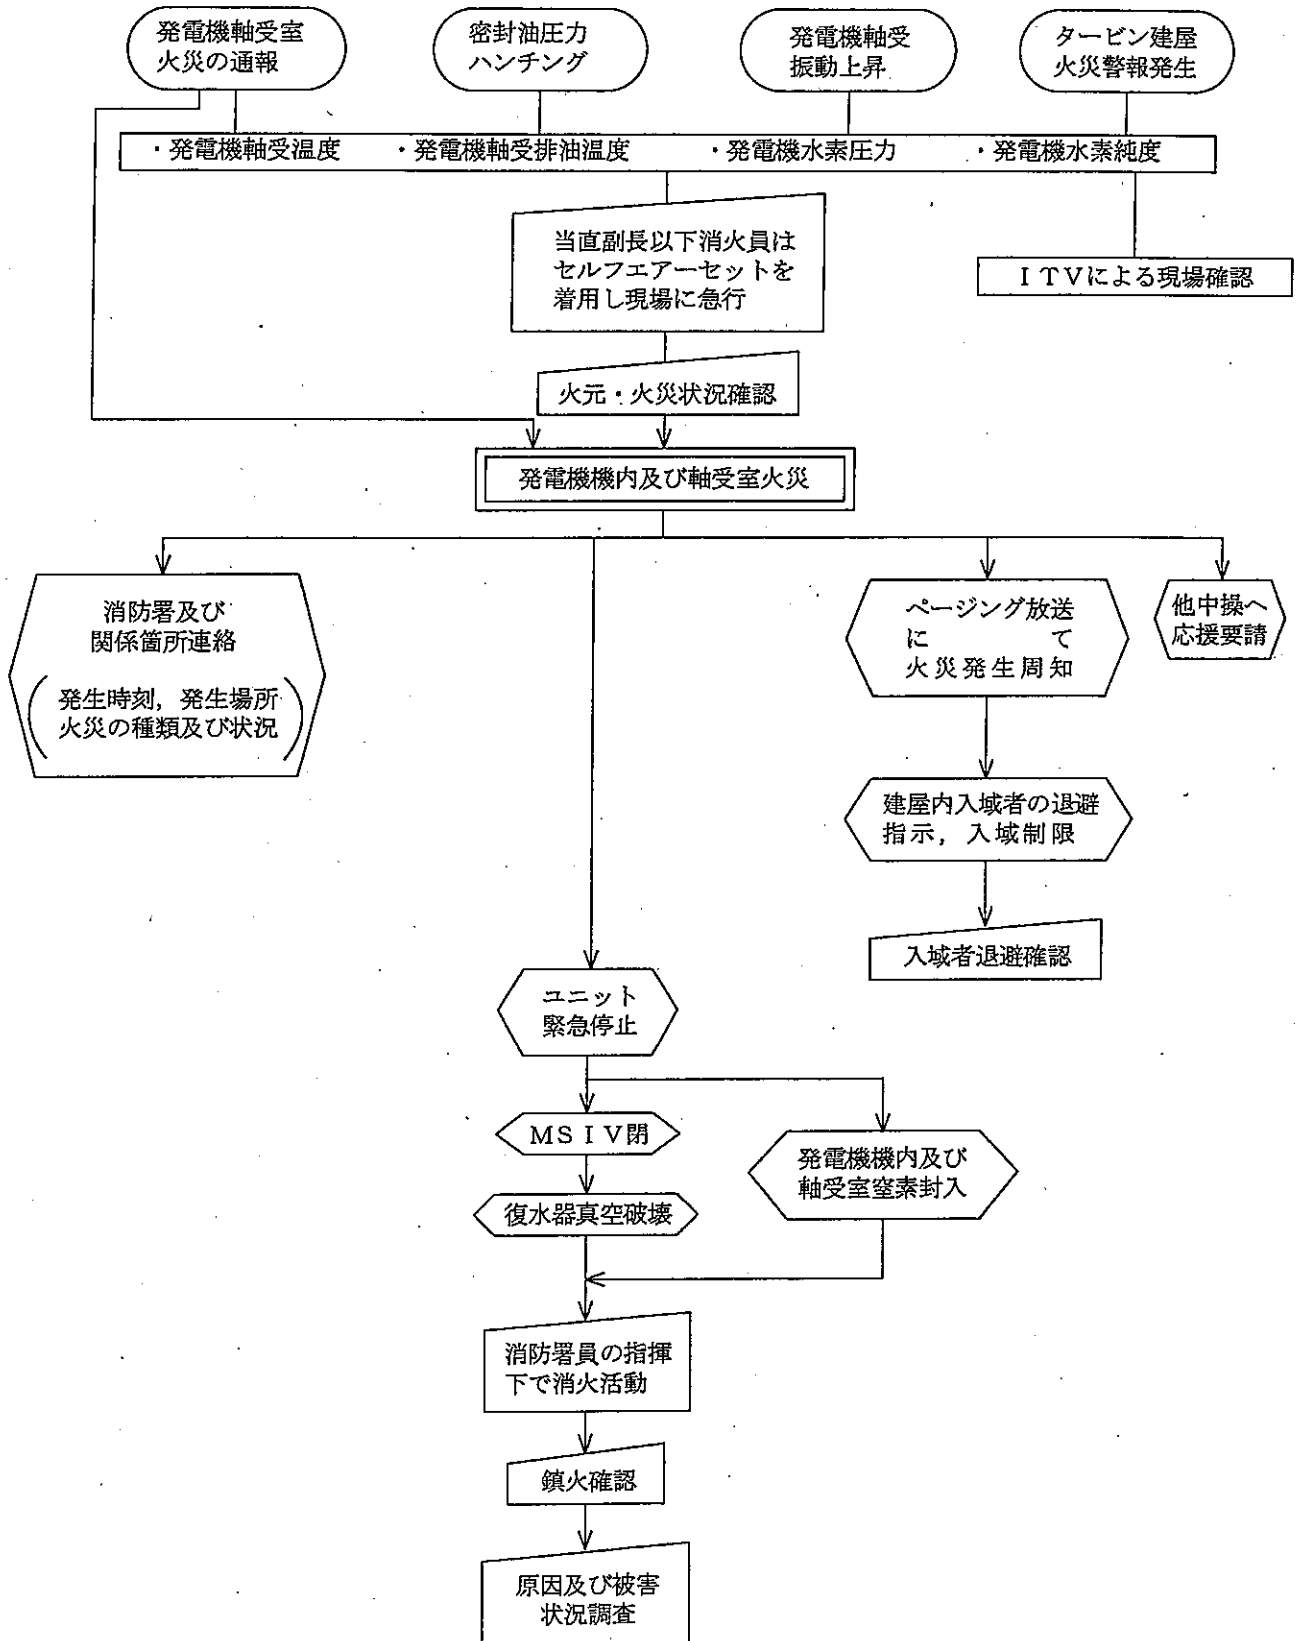 発電機軸受室
火災の通報
密封油圧力
ハンチング
発電機軸受
振動上昇
タービン建屋
火災警報発生
・発電機軸受温度 ・発電機軸受排油温度 ・発電機水素圧力 ・発電機水素純度
当直副長以下消火員は
セルフエアーセットを
着用し現場に急行
ITVによる現場確認
火元・火災状況確認
発電機機内及び軸受室火災
消防署及び
関係箇所連絡
(発生時刻，発生場所
火災の種類及び状況)
ページング放送
にて
火災発生周知
他中操へ
応援要請
建屋内入域者の退避
指示，入域制限
入域者退避確認
ユニット
緊急停止
MSIV閉
発電機機内及び
軸受室窒素封入
復水器真空破壊
消防署員の指揮
下で消火活動
鎮火確認
原因及び被害
状況調査